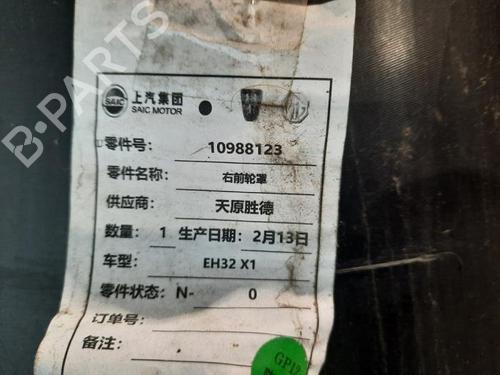 B-PARTS
SAIC 上汽集团
SAIC MOTOR
零件号: 10988123
零件名称: 右前轮罩
供应商: 天原胜德
数量: 1 生产日期: 2月13日
车型: EH32 X1
零件状态: N- 0
订单号:
备注:
GP12